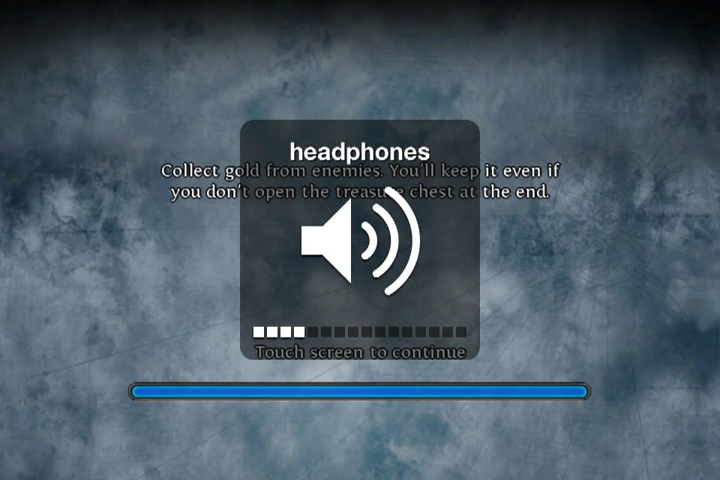 headphones
Collect gold from enemies. You'll keep it even if
you don't open the treasure chest at the end.
Touch screen to continue